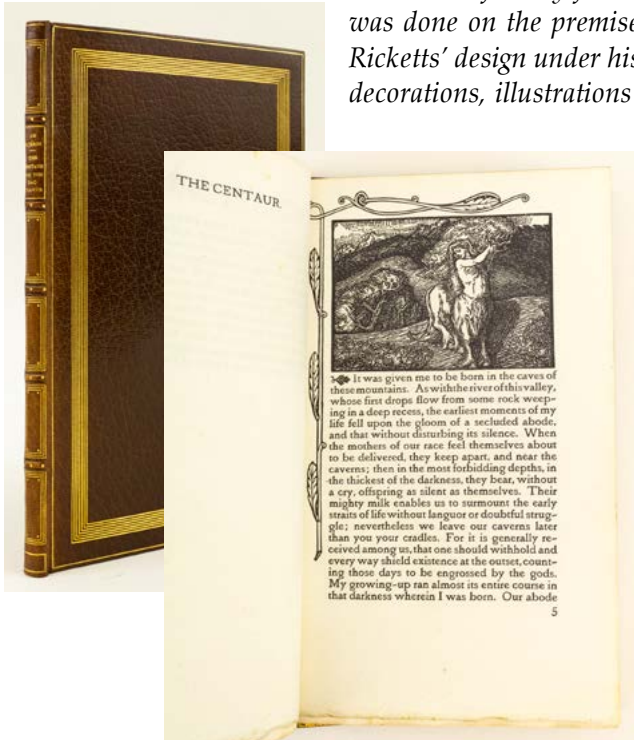 was done on the premise
Ricketts' design under his
decorations, illustrations
THE CENTAUR.
It was given me to be born in the caves of
these mountains. As with the river of this valley,
whose first drops flow from some rock weep-
ing in a deep recess, the earliest moments of my
life fell upon the gloom of a secluded abode,
and that without disturbing its silence. When
the mothers of our race feel themselves about
to be delivered, they keep apart, and near the
caverns; then in the most forbidding depths, in
the thickest of the darkness, they bear, without
a cry, offspring as silent as themselves. Their
mighty milk enables us to surmount the early
straits of life without languor or doubtful strug-
gle; nevertheless we leave our caverns later
than you your cradles. For it is generally re-
ceived among us, that one should withhold and
every way shield existence at the outset, count-
ing those days to be engrossed by the gods.
My growing-up ran almost its entire course in
that darkness wherein I was born. Our abode
5